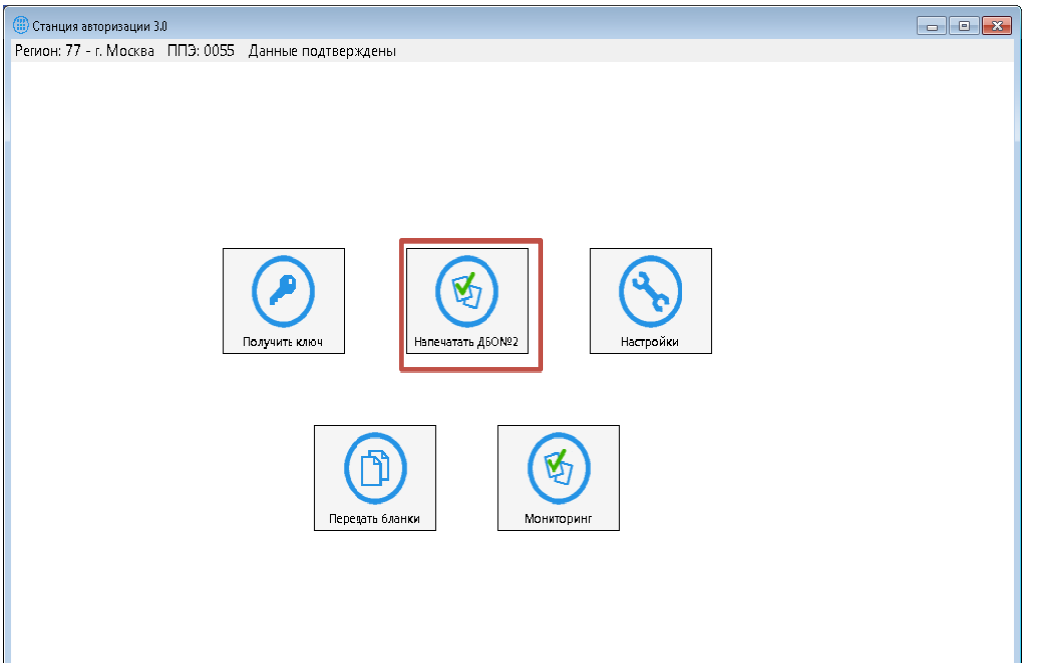 Станция авторизации 3.0
Регион: 77 - г. Москва ППЭ: 0055 Данные подтверждены
Получить ключ
Напечатать ДБО№2
Настройки
Передать бланки
Мониторинг